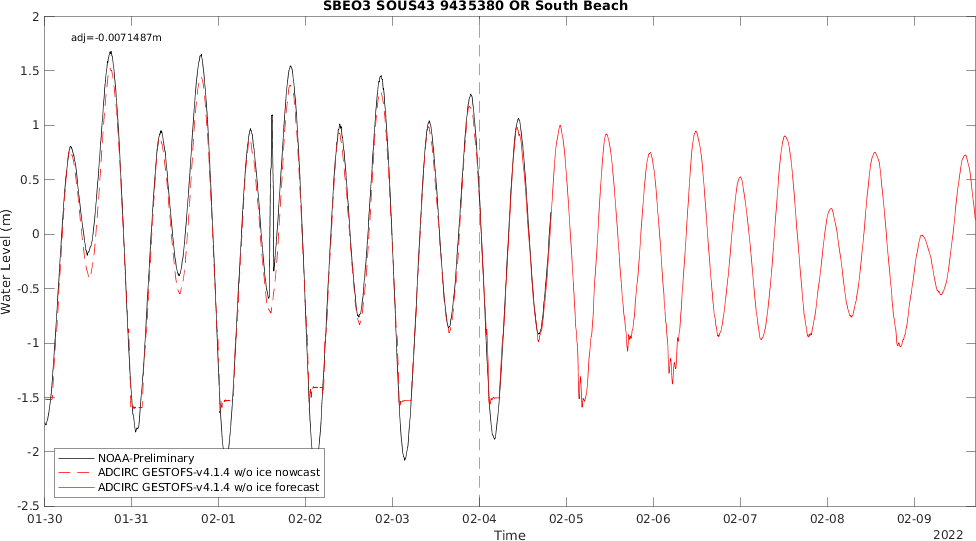 SBEO3 SOUS43 9435380 OR South Beach
adj=-0.0071487m
2
1.5
1
0.5
0
-0.5
-1
-1.5
-2
-2.5
Water Level (m)
NOAA-Preliminary
ADCIRC GESTOFS-v4.1.4 w/o ice nowcast
ADCIRC GESTOFS-v4.1.4 w/o ice forecast
01-30 01-31 02-01 02-02 02-03 02-04 02-05 02-06 02-07 02-08 02-09
Time
2022